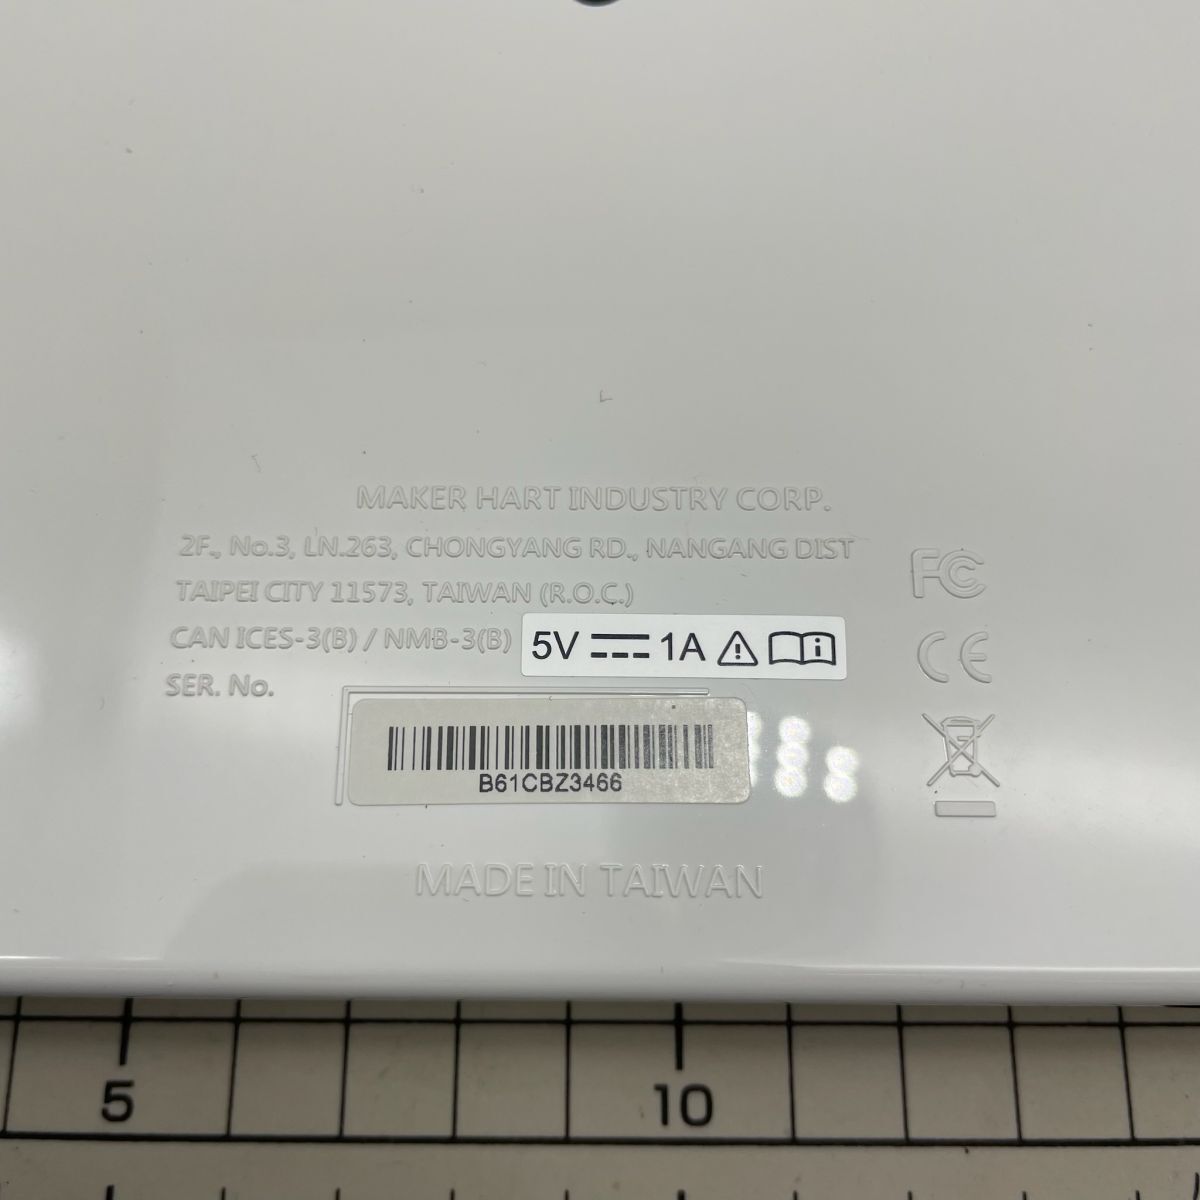 MAKER HART INDUSTRY CORP.
2F., No.3, LN.263, CHONGYANG RD., NANGANG DIST
TAIPEI CITY 11573, TAIWAN (R.O.C.)
CAN ICES-3(B) / NMB-3(B)
5V 1A
SER. No.
B61CBZ3466
FC
CE
MADE IN TAIWAN
5
10